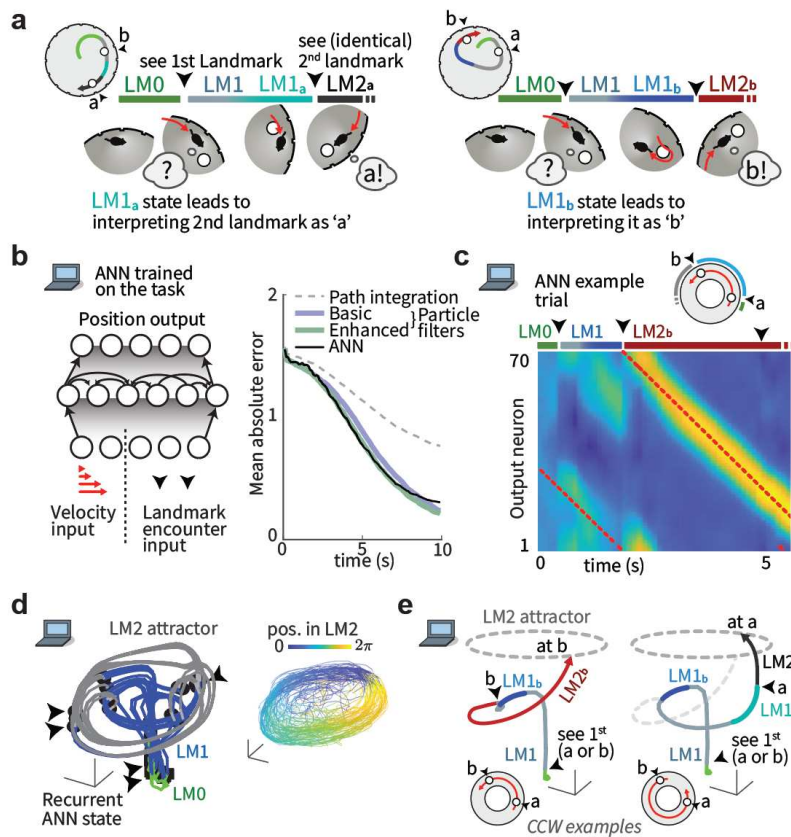 a
b
a
see 1st Landmark
see (identical)
2nd landmark
LM0
LM1
LM1a
LM2a
?
a!
LM1a state leads to
interpreting 2nd landmark as ‘a’
b
a
LM0
LM1
LM1b
LM2b
?
b!
LM1b state leads to
interpreting it as ‘b’
b
ANN trained
on the task
Position output
Velocity
input
Landmark
encounter
input
Path integration
Basic
Enhanced
}Particle
filters
ANN
Mean absolute error
2
1
0
0
5
10
time (s)
c
ANN example
trial
b
a
LM0
LM1
LM2b
70
Output neuron
1
0
time (s)
5
d
LM2 attractor
LM1
LM0
Recurrent
ANN state
pos. in LM2
0
2π
e
LM2 attractor
at b
LM1b
b
LM2b
LM1
see 1st
(a or b)
b
a
at a
LM2
a
LM1
LM1b
LM1
see 1st
(a or b)
b
a
CCW examples